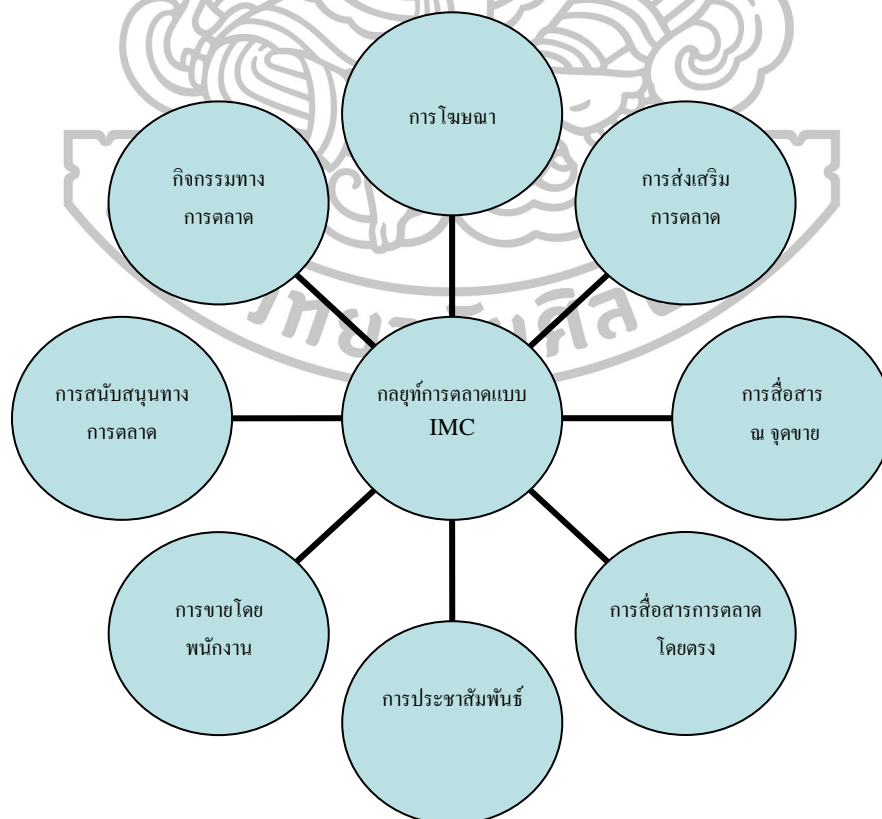 การโฆษณา
กิจกรรมทาง
การตลาด
การส่งเสริม
การตลาด
การสนับสนุนทาง
การตลาด
กลยุท์การตลาดแบบ
IMC
การสื่อสาร
ณ จุดขาย
การขายโดย
พนักงาน
การสื่อสารการตลาด
โดยตรง
การประชาสัมพันธ์